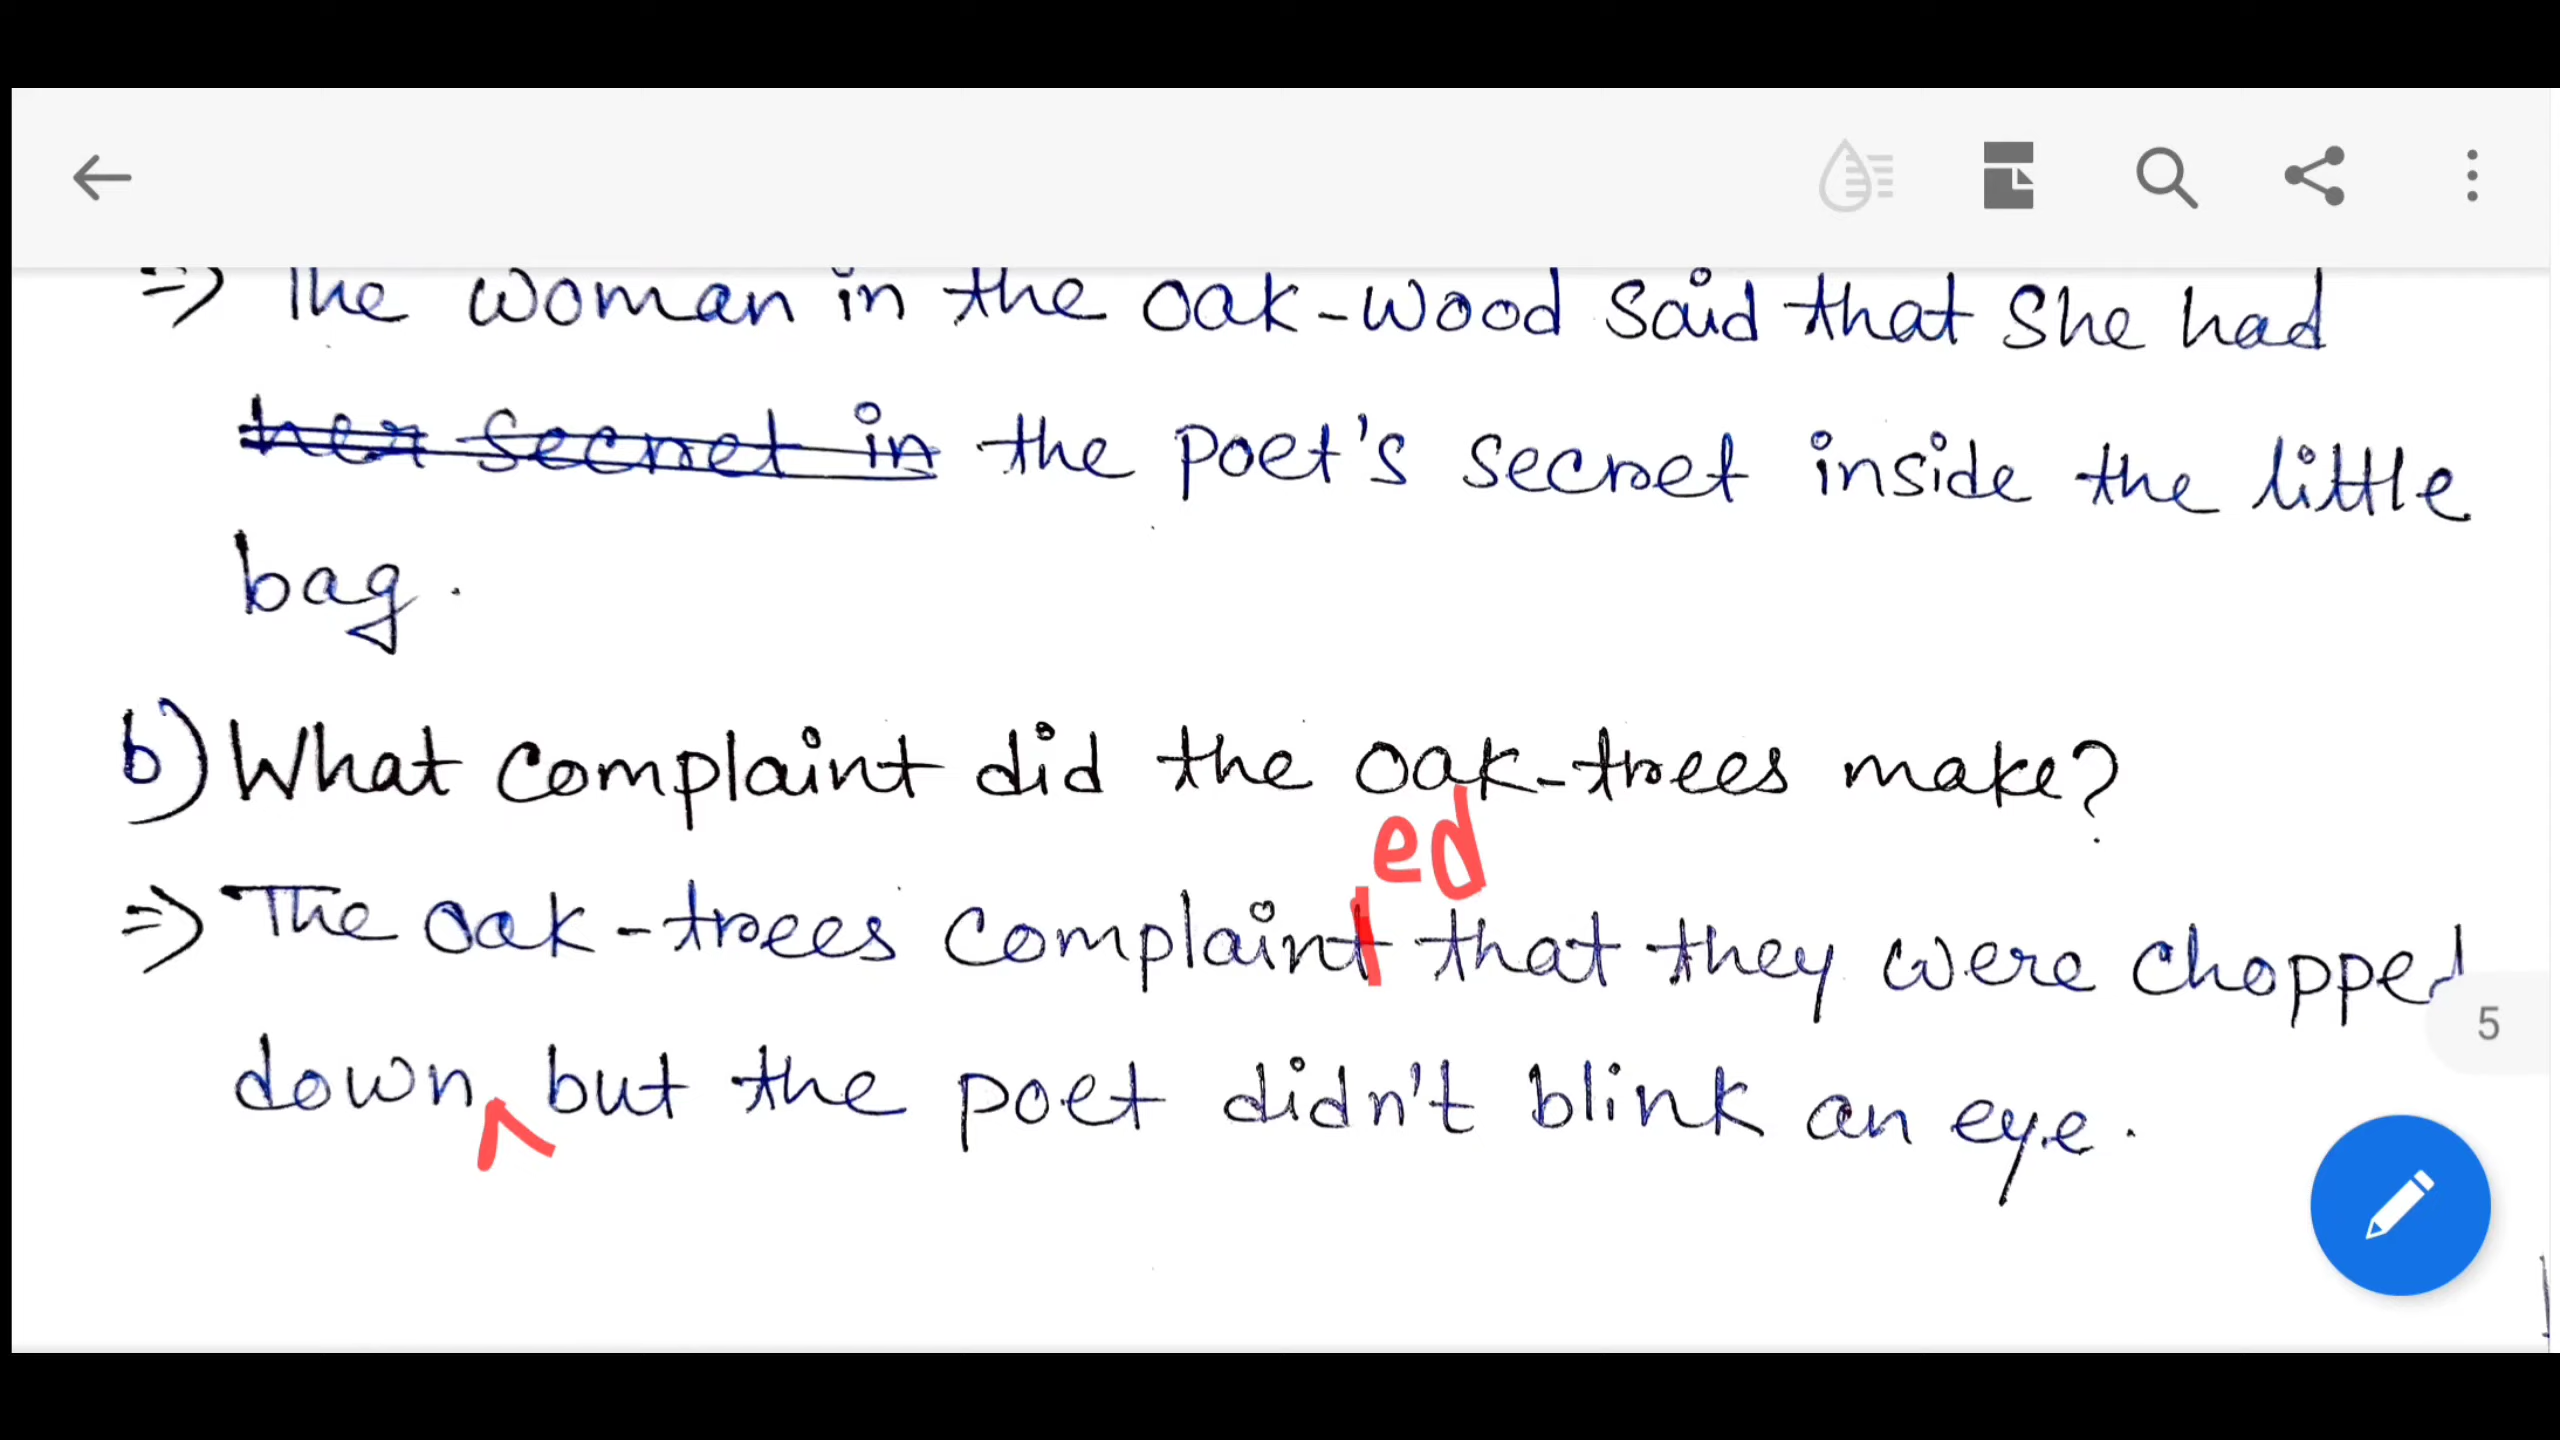 => The woman in the oak-wood said that she had
her secret in the poet's secret inside the little
bag.
b) What complaint did the oak-trees make?
ed
=> The oak-trees complaint that they were chopped
down ^ but the poet didn't blink an eye.
5